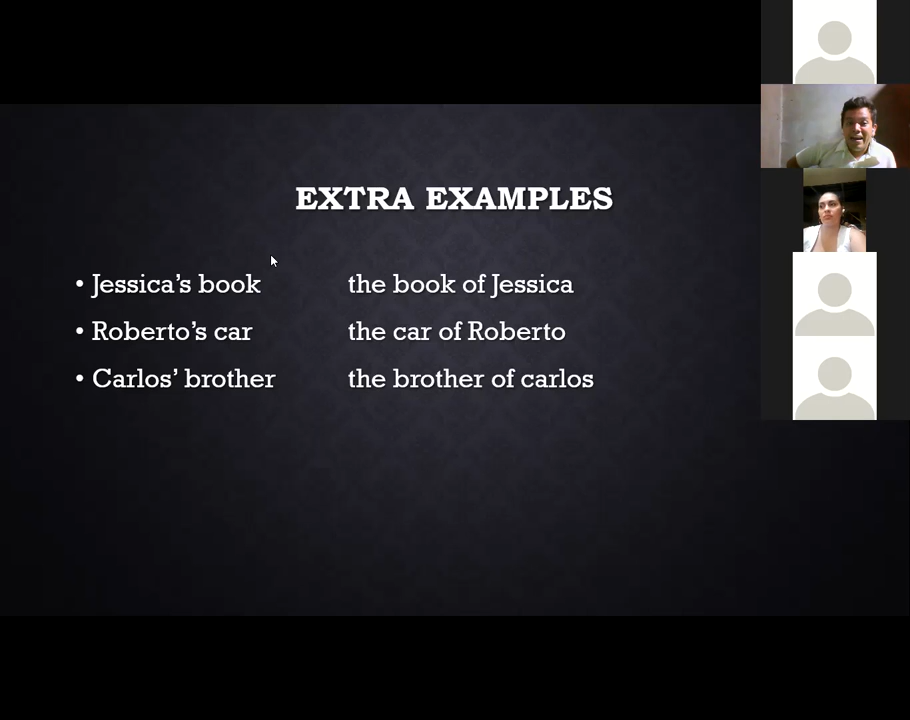 EXTRA EXAMPLES
• Jessica’s book the book of Jessica
• Roberto’s car the car of Roberto
• Carlos’ brother the brother of carlos